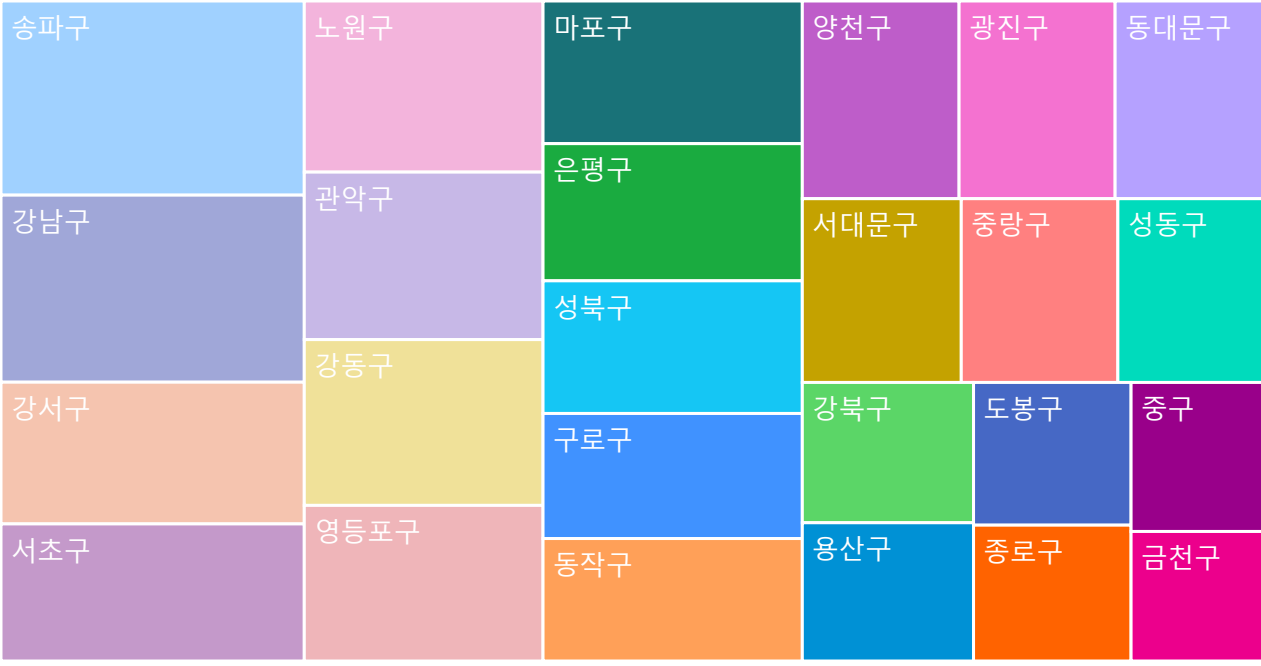 송파구
강남구
강서구
서초구
노원구
관악구
강동구
영등포구
마포구
은평구
성북구
구로구
동작구
양천구
광진구
동대문구
서대문구
중랑구
성동구
강북구
도봉구
중구
용산구
종로구
금천구